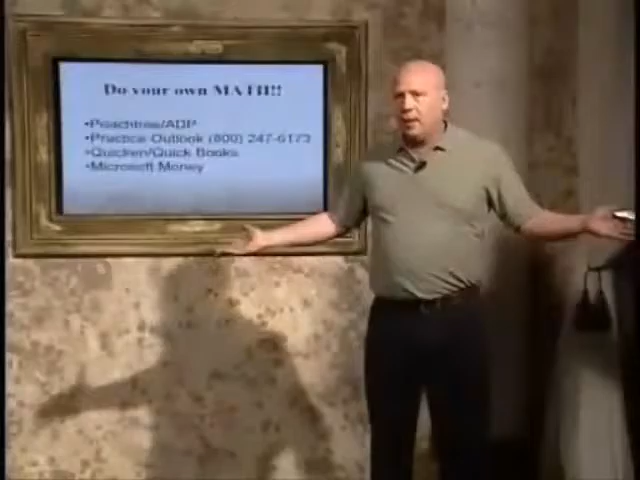 Do your own MATH!!
•Peachtree/ADP
•Practice Outlook (800) 247-6173
•Quicken/Quick Books
•Microsoft Money